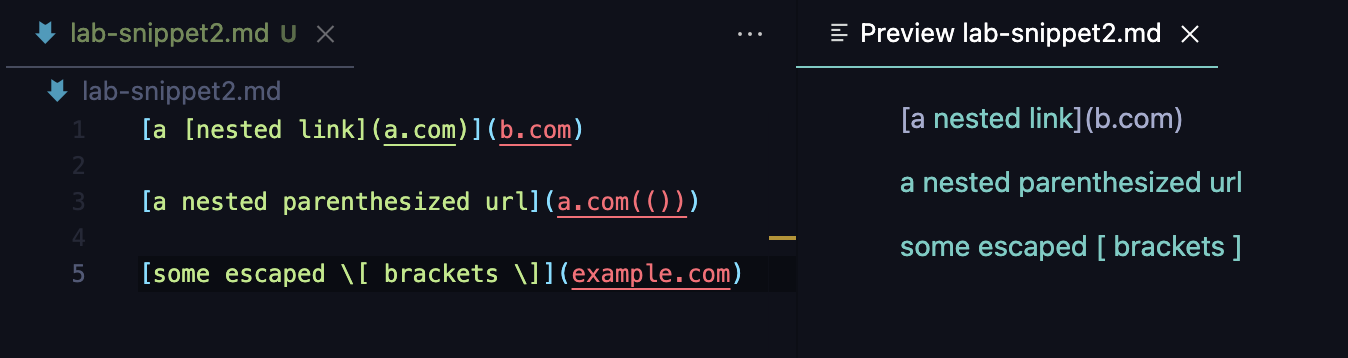 lab-snippet2.md U
Preview lab-snippet2.md
lab-snippet2.md
1 [a [nested link](a.com)](b.com)
2
3 [a nested parenthesized url](a.com(()))
4
5 [some escaped \[ brackets \]](example.com)
[a nested link](b.com)
a nested parenthesized url
some escaped [ brackets ]